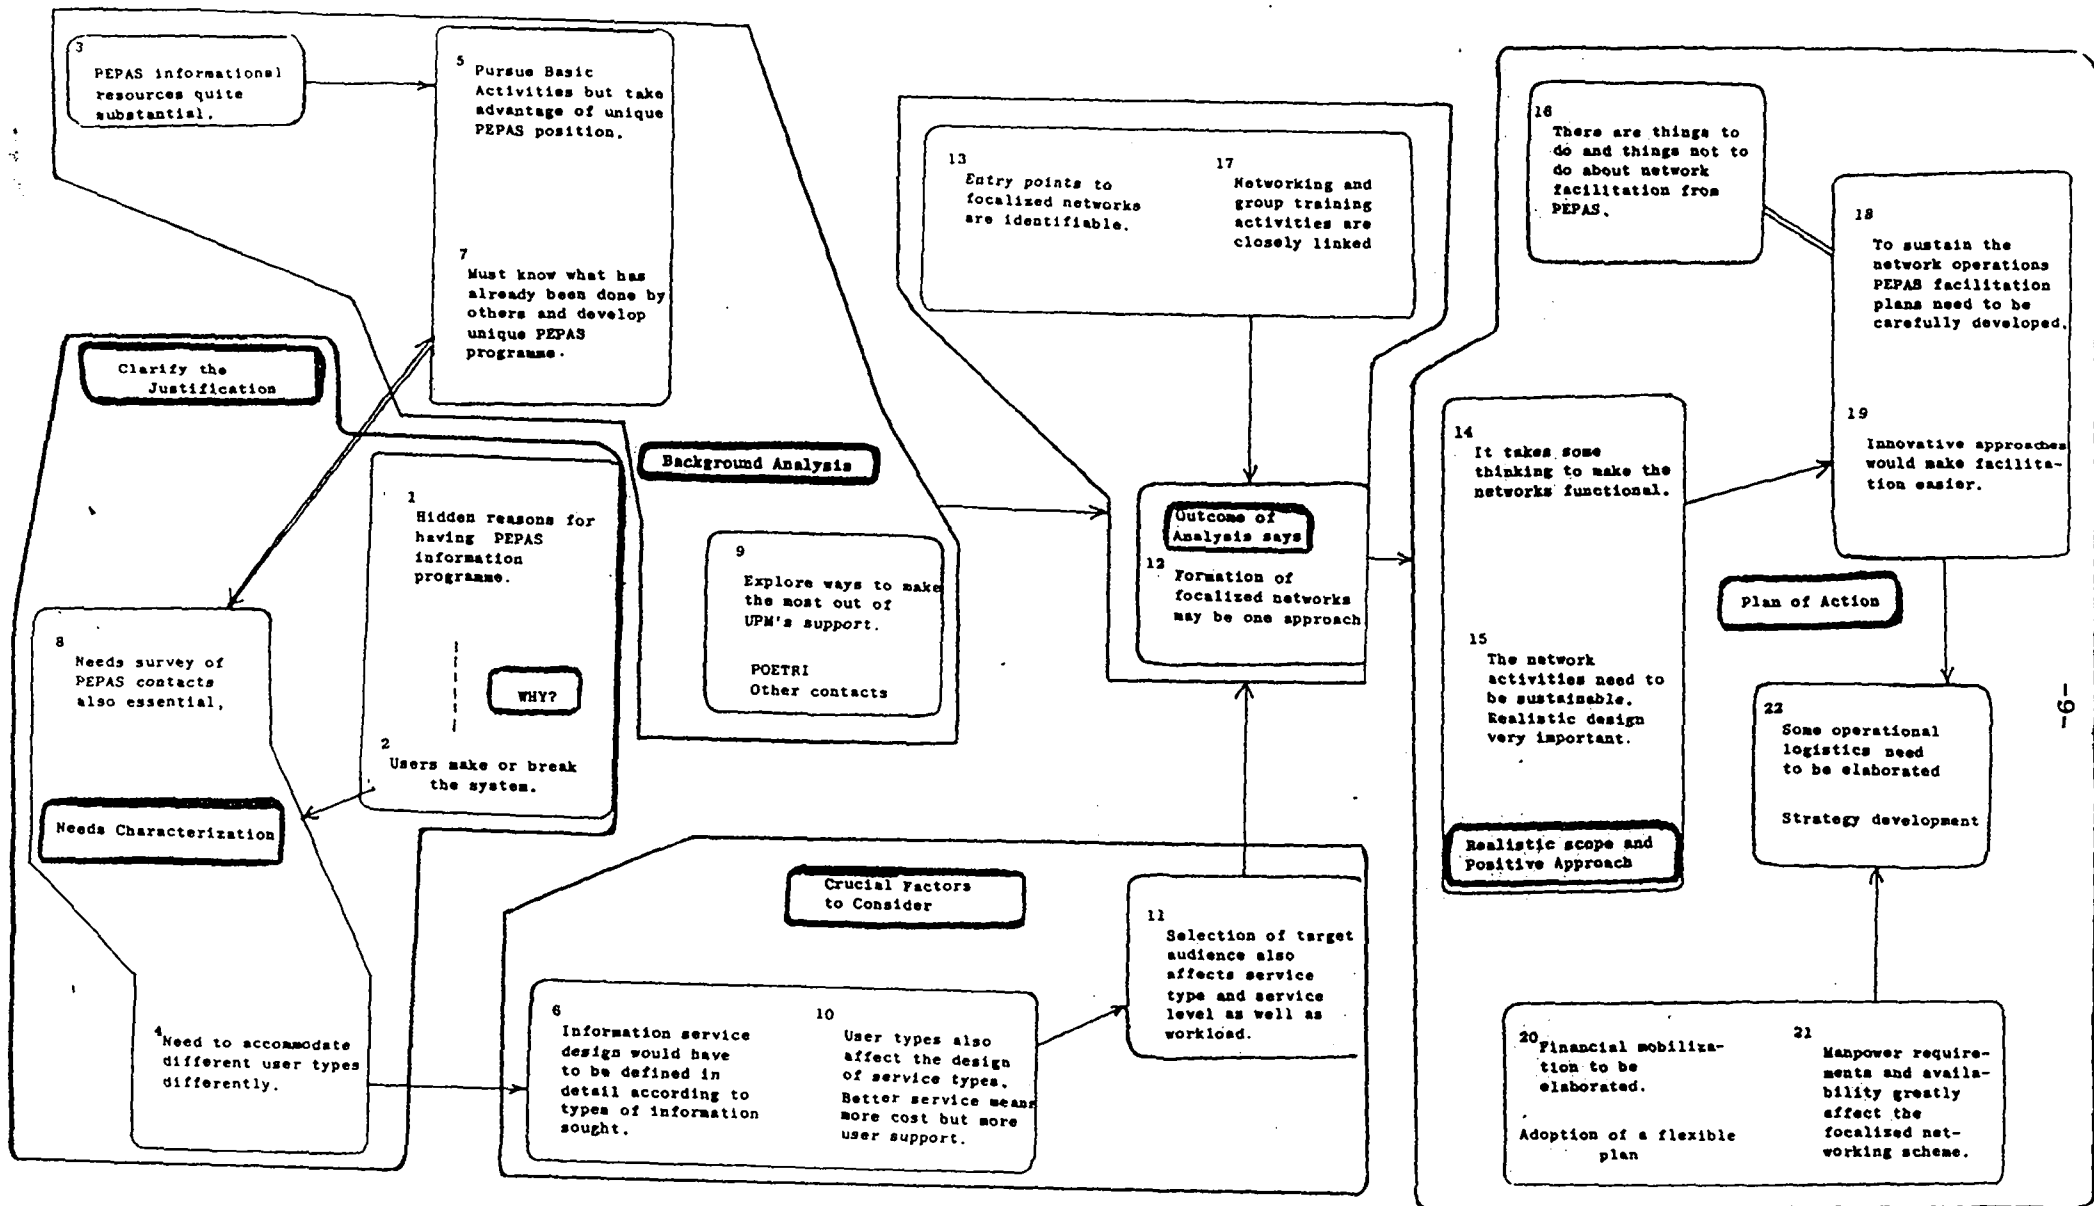 3
PEPAS informational
resources quite
substantial.
5
Pursue Basic
Activities but take
advantage of unique
PEPAS position.
7
Must know what has
already been done by
others and develop
unique PEPAS
programme.
Clarify the
Justification
Background Analysis
1
Hidden reasons for
having PEPAS
information
programme.
WHY?
2
Users make or break
the system.
9
Explore ways to make
the most out of
UPM's support.
POETRI
Other contacts
8
Needs survey of
PEPAS contacts
also essential,
Needs Characterization
4
Need to accommodate
different user types
differently.
Crucial Factors
to Consider
6
Information service
design would have
to be defined in
detail according to
types of information
sought.
10
User types also
affect the design
of service types.
Better service means
more cost but more
user support.
11
Selection of target
audience also
affects service
type and service
level as well as
workload.
13
Entry points to
focalized networks
are identifiable.
17
Networking and
group training
activities are
closely linked
Outcome of
Analysis says
12
Formation of
focalized networks
may be one approach
16
There are things to
do and things not to
do about network
facilitation from
PEPAS.
18
To sustain the
network operations
PEPAS facilitation
plans need to be
carefully developed.
19
Innovative approaches
would make facilita-
tion easier.
14
It takes some
thinking to make the
networks functional.
15
The network
activities need to
be sustainable.
Realistic design
very important.
Realistic scope and
Positive Approach
Plan of Action
22
Some operational
logistics need
to be elaborated
Strategy development
20
Financial mobiliza-
tion to be
elaborated.
Adoption of a flexible
plan
21
Manpower require-
ments and availa-
bility greatly
affect the
focalized net-
working scheme.
-9-